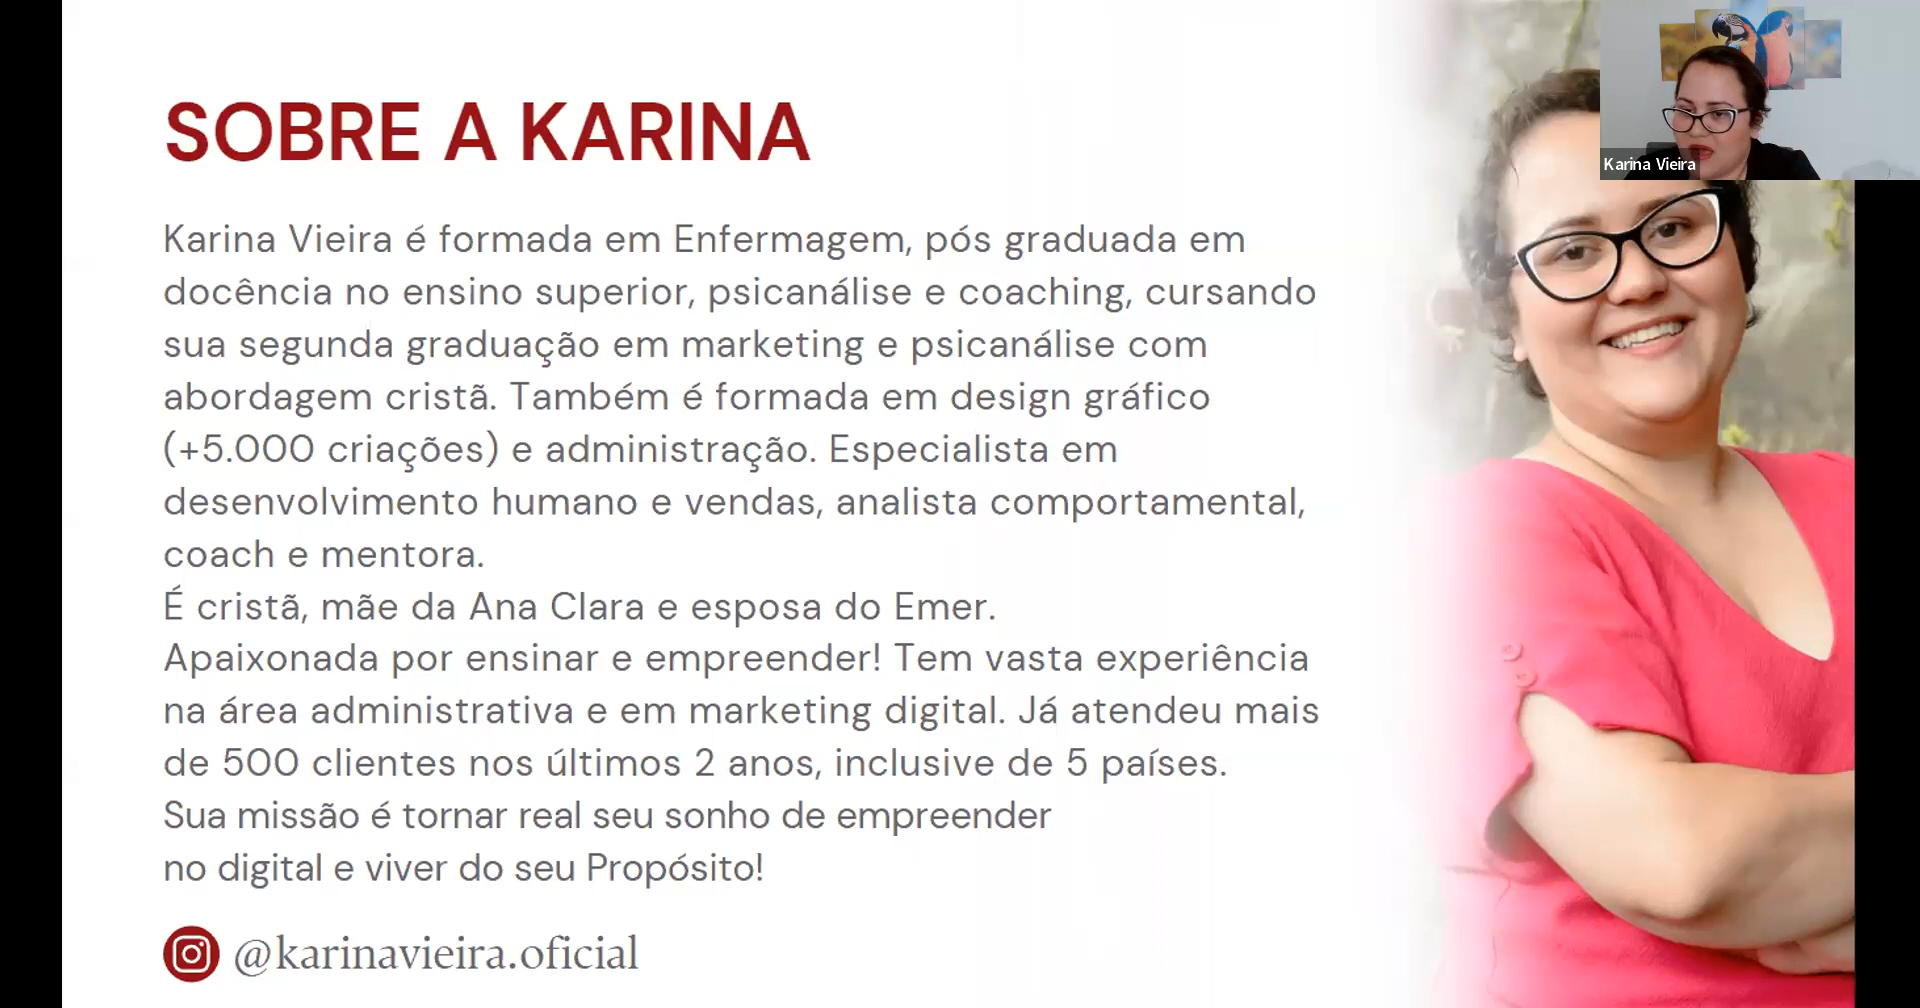 SOBRE A KARINA
Karina Vieira
Karina Vieira é formada em Enfermagem, pós graduada em
docência no ensino superior, psicanálise e coaching, cursando
sua segunda graduação em marketing e psicanálise com
abordagem cristã. Também é formada em design gráfico
(+5.000 criações) e administração. Especialista em
desenvolvimento humano e vendas, analista comportamental,
coach e mentora.
É cristã, mãe da Ana Clara e esposa do Emer.
Apaixonada por ensinar e empreender! Tem vasta experiência
na área administrativa e em marketing digital. Já atendeu mais
de 500 clientes nos últimos 2 anos, inclusive de 5 países.
Sua missão é tornar real seu sonho de empreender
no digital e viver do seu Propósito!
@karinavieira.oficial